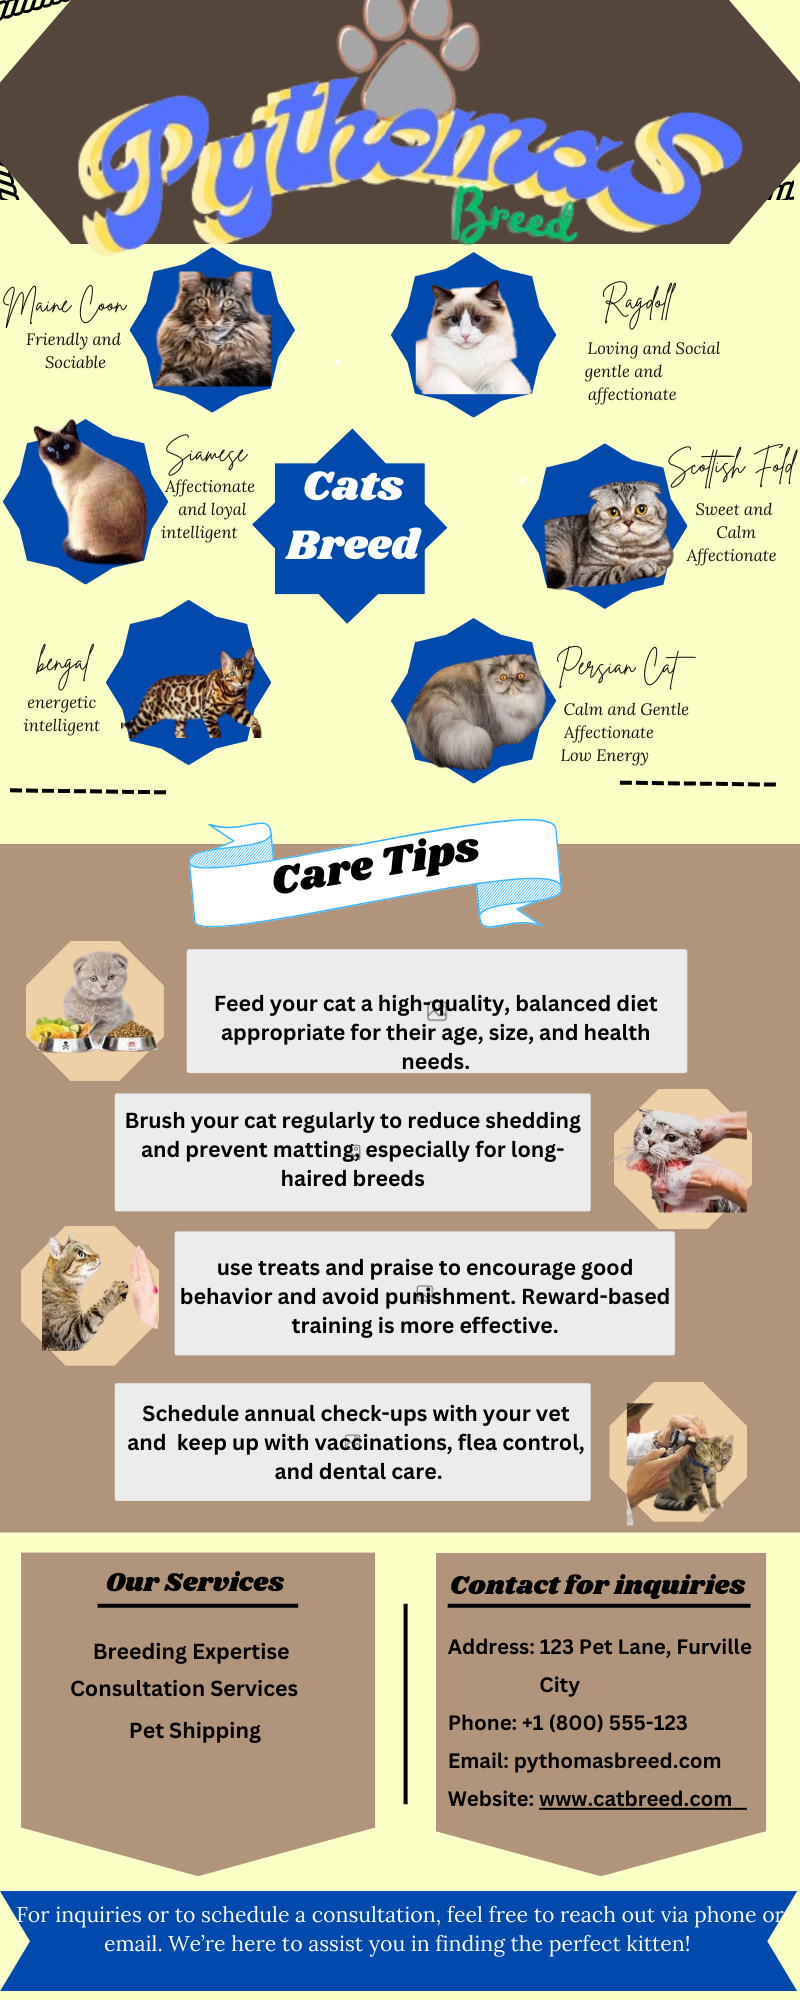 Pythomas
Breed
Maine Coon
Friendly and
Sociable
Ragdoll
Loving and Social
gentle and
affectionate
Siamese
Affectionate
and loyal
intelligent
Cats
Breed
Scottish Fold
Sweet and
Calm
Affectionate
bengal
energetic
intelligent
Persian Cat
Calm and Gentle
Affectionate
Low Energy
Care Tips
Feed your cat a high-quality, balanced diet
appropriate for their age, size, and health
needs.
Brush your cat regularly to reduce shedding
and prevent matting, especially for long-
haired breeds
use treats and praise to encourage good
behavior and avoid punishment. Reward-based
training is more effective.
Schedule annual check-ups with your vet
and keep up with vaccinations, flea control,
and dental care.
Our Services
Breeding Expertise
Consultation Services
Pet Shipping
Contact for inquiries
Address: 123 Pet Lane, Furville
City
Phone: +1 (800) 555-123
Email: pythomasbreed.com
Website: www.catbreed.com
For inquiries or to schedule a consultation, feel free to reach out via phone or
email. We’re here to assist you in finding the perfect kitten!